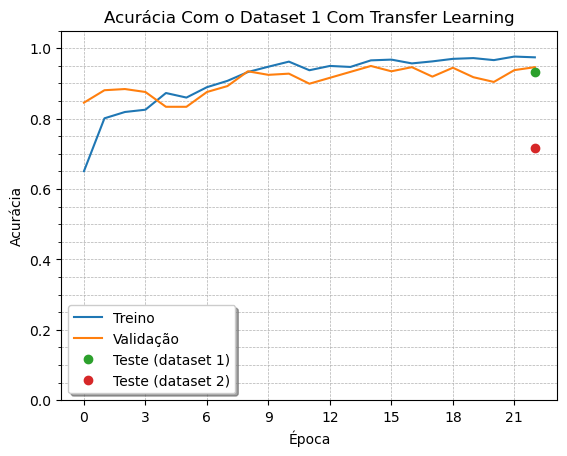 Acurácia Com o Dataset 1 Com Transfer Learning
1.0
0.8
0.6
0.4
0.2
0.0
Acurácia
Treino
Validação
Teste (dataset 1)
Teste (dataset 2)
0 3 6 9 12 15 18 21
Época